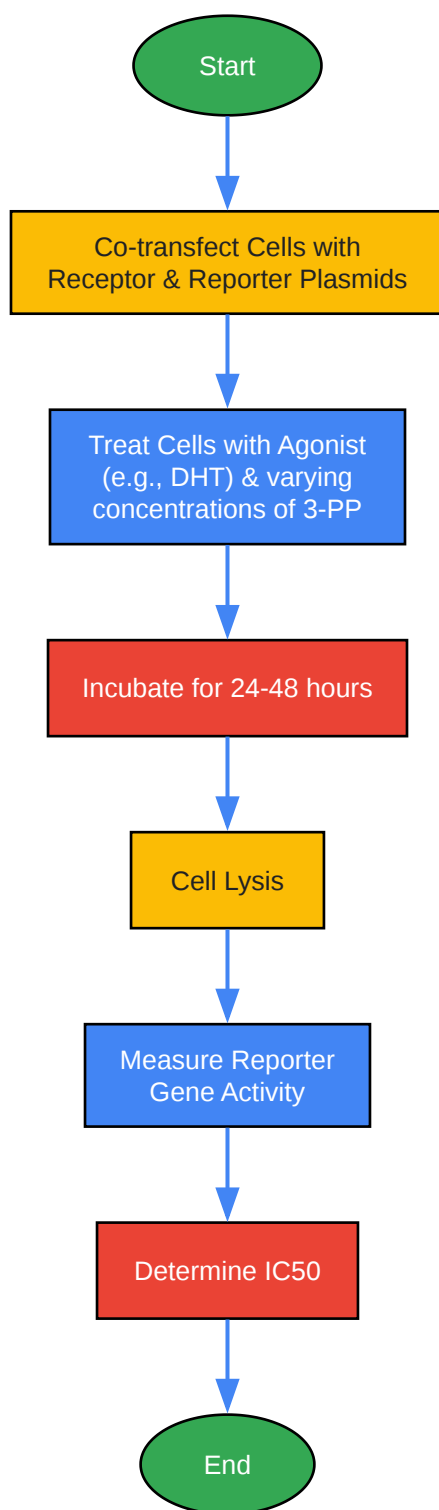 Start
Co-transfect Cells with
Receptor & Reporter Plasmids
Treat Cells with Agonist
(e.g., DHT) & varying
concentrations of 3-PP
Incubate for 24-48 hours
Cell Lysis
Measure Reporter
Gene Activity
Determine IC50
End